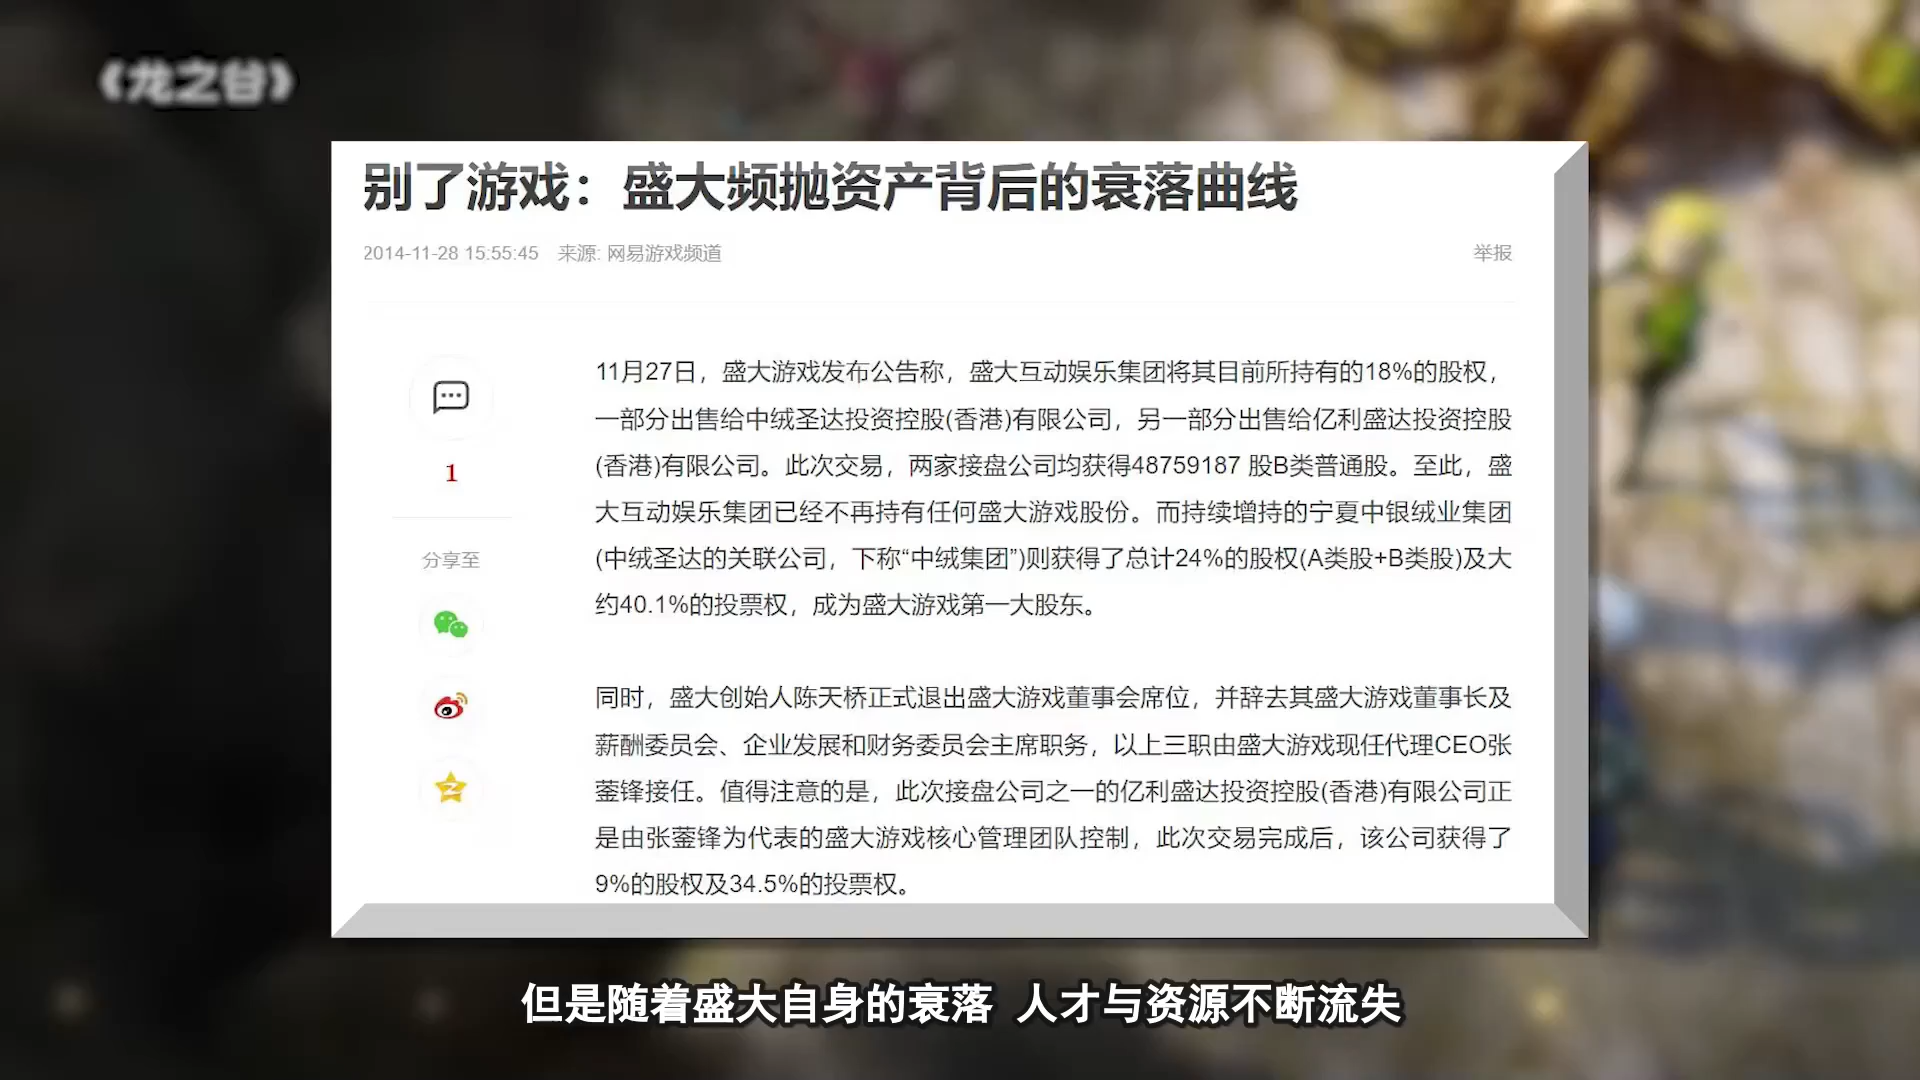 《龙之谷》
别了游戏：盛大频抛资产背后的衰落曲线
2014-11-28 15:55:45 来源: 网易游戏频道
举报
1
分享至
11月27日，盛大游戏发布公告称，盛大互动娱乐集团将其目前所持有的18%的股权，
一部分出售给中绒圣达投资控股(香港)有限公司，另一部分出售给亿利盛达投资控股
(香港)有限公司。此次交易，两家接盘公司均获得48759187 股B类普通股。至此，盛
大互动娱乐集团已经不再持有任何盛大游戏股份。而持续增持的宁夏中银绒业集团
(中绒圣达的关联公司，下称“中绒集团”)则获得了总计24%的股权(A类股+B类股)及大
约40.1%的投票权，成为盛大游戏第一大股东。
同时，盛大创始人陈天桥正式退出盛大游戏董事会席位，并辞去其盛大游戏董事长及
薪酬委员会、企业发展和财务委员会主席职务，以上三职由盛大游戏现任代理CEO张
蓥锋接任。值得注意的是，此次接盘公司之一的亿利盛达投资控股(香港)有限公司正
是由张蓥锋为代表的盛大游戏核心管理团队控制，此次交易完成后，该公司获得了
9%的股权及34.5%的投票权。
但是随着盛大自身的衰落 人才与资源不断流失